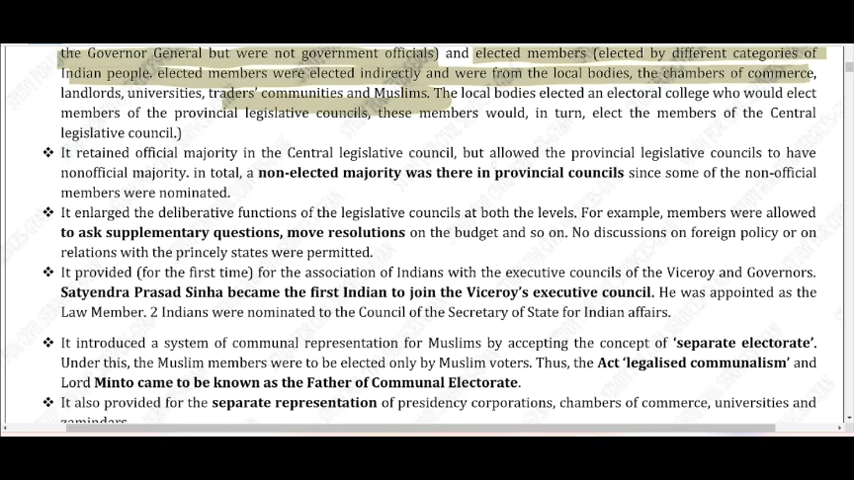 the Governor General but were not government officials) and elected members (elected by different categories of
Indian people. elected members were elected indirectly and were from the local bodies, the chambers of commerce,
landlords, universities, traders' communities and Muslims. The local bodies elected an electoral college who would elect
members of the provincial legislative councils, these members would, in turn, elect the members of the Central
legislative council.)
❖ It retained official majority in the Central legislative council, but allowed the provincial legislative councils to have
nonofficial majority. in total, a non-elected majority was there in provincial councils since some of the non-official
members were nominated.
❖ It enlarged the deliberative functions of the legislative councils at both the levels. For example, members were allowed
to ask supplementary questions, move resolutions on the budget and so on. No discussions on foreign policy or on
relations with the princely states were permitted.
❖ It provided (for the first time) for the association of Indians with the executive councils of the Viceroy and Governors.
Satyendra Prasad Sinha became the first Indian to join the Viceroy's executive council. He was appointed as the
Law Member. 2 Indians were nominated to the Council of the Secretary of State for Indian affairs.
❖ It introduced a system of communal representation for Muslims by accepting the concept of 'separate electorate'.
Under this, the Muslim members were to be elected only by Muslim voters. Thus, the Act 'legalised communalism' and
Lord Minto came to be known as the Father of Communal Electorate.
❖ It also provided for the separate representation of presidency corporations, chambers of commerce, universities and
zamindars.